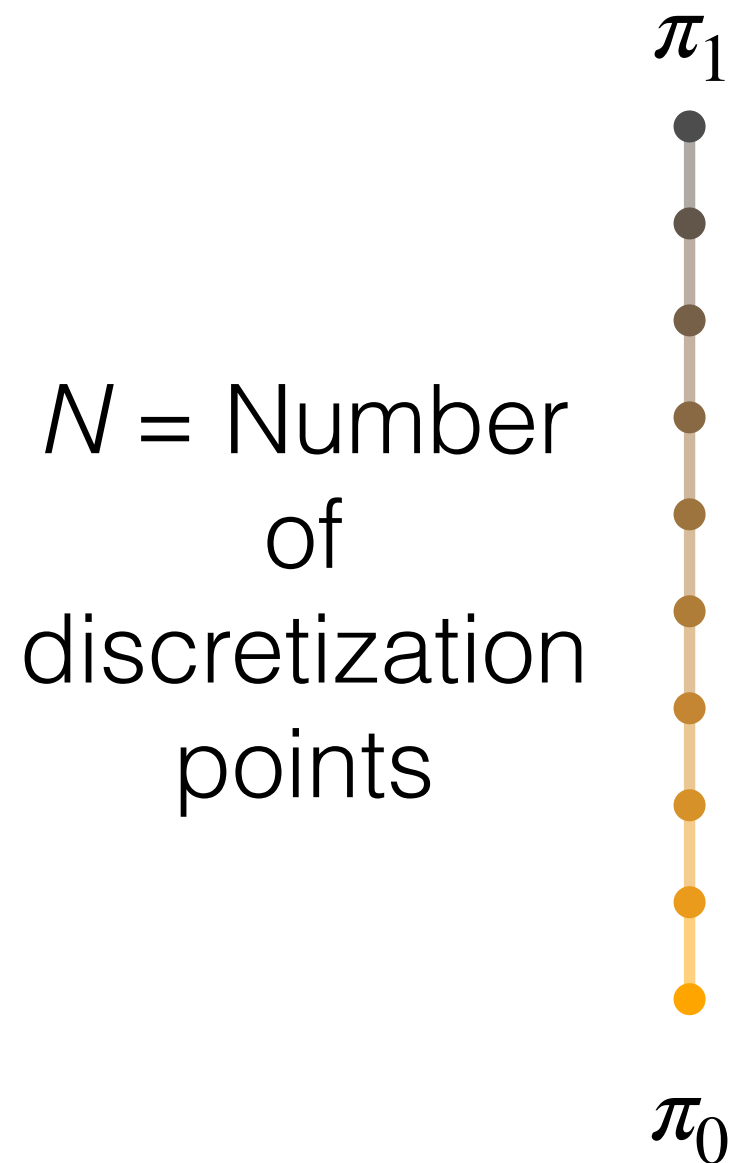 π₁
N = Number
of
discretization
points
π₀